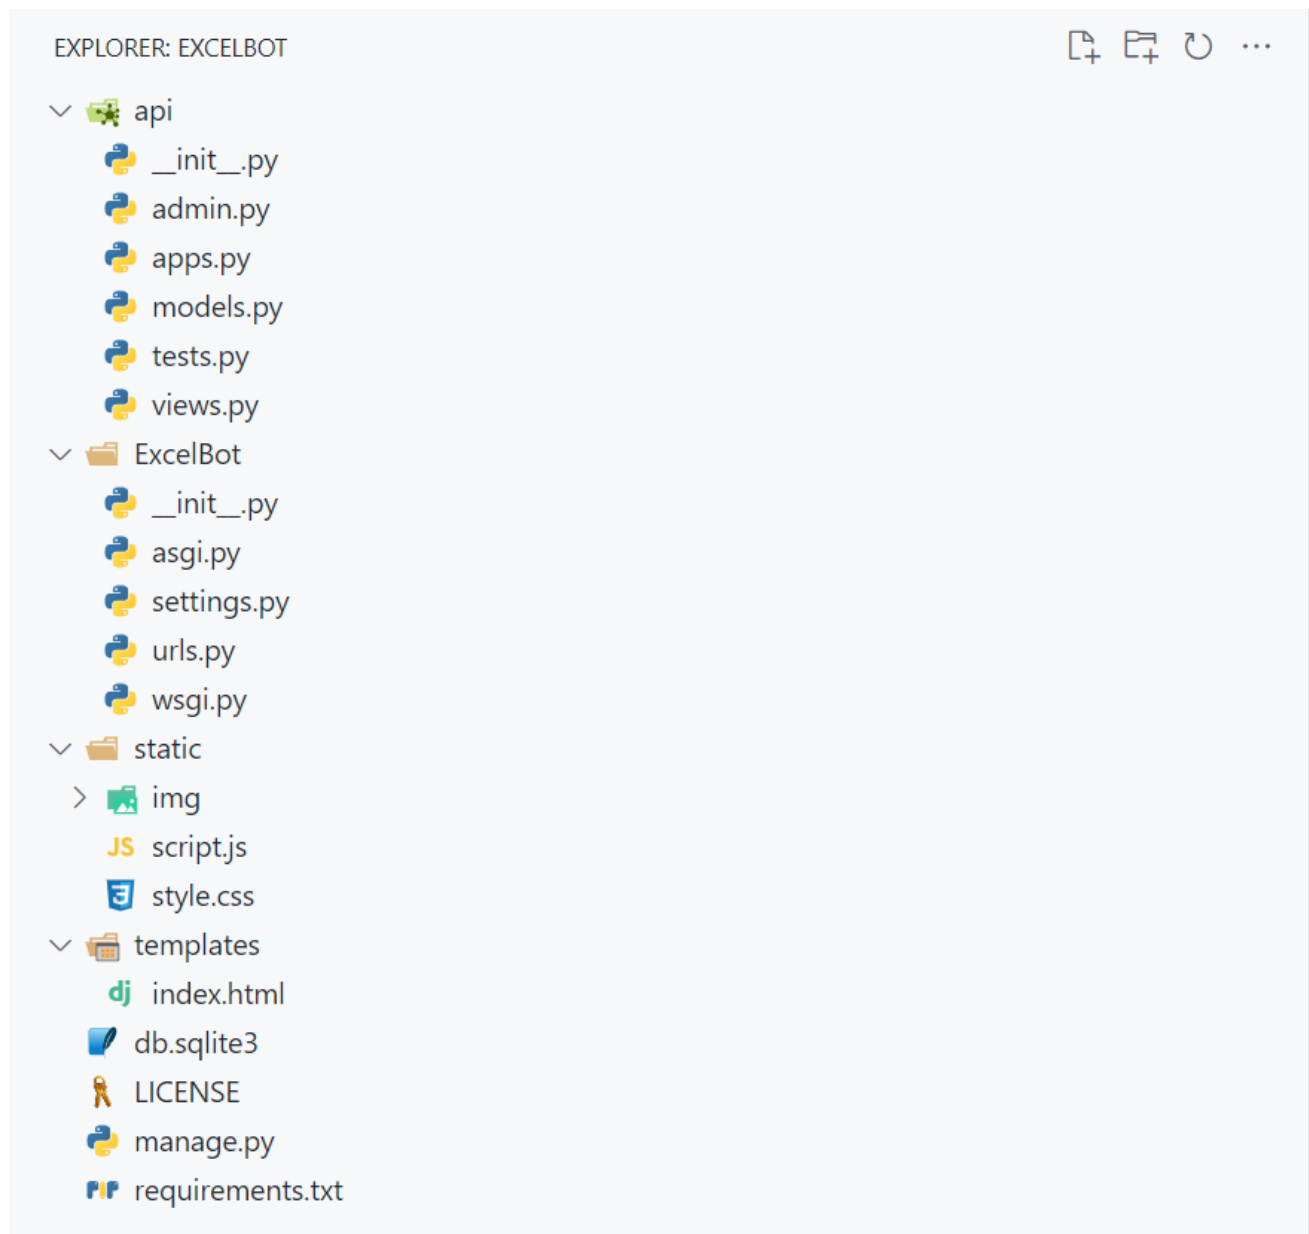 EXPLORER: EXCELBOT
api
__init__.py
admin.py
apps.py
models.py
tests.py
views.py
ExcelBot
__init__.py
asgi.py
settings.py
urls.py
wsgi.py
static
img
JS script.js
style.css
templates
dj index.html
db.sqlite3
LICENSE
manage.py
PIP requirements.txt